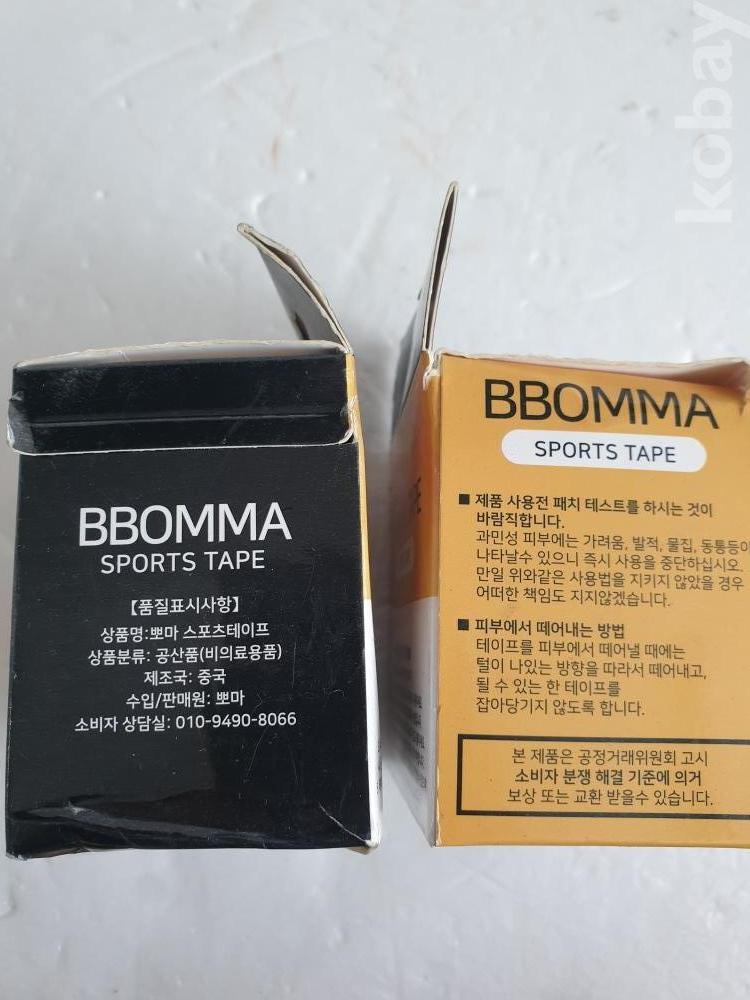 kobay
BBOMMA
SPORTS TAPE
【품질표시사항】
상품명:뽀마 스포츠테이프
상품분류: 공산품(비의료용품)
제조국: 중국
수입/판매원: 뽀마
소비자 상담실: 010-9490-8066
BBOMMA
SPORTS TAPE
■ 제품 사용전 패치 테스트를 하시는 것이
바람직합니다.
과민성 피부에는 가려움, 발적, 물집, 동통등이
나타날수 있으니 즉시 사용을 중단하십시오.
만일 위와같은 사용법을 지키지 않았을 경우
어떠한 책임도 지지않겠습니다.
■ 피부에서 떼어내는 방법
테이프를 피부에서 떼어낼 때에는
털이 나있는 방향을 따라서 떼어내고,
될 수 있는 한 테이프를
잡아당기지 않도록 합니다.
본 제품은 공정거래위원회 고시
소비자 분쟁 해결 기준에 의거
보상 또는 교환 받을수 있습니다.